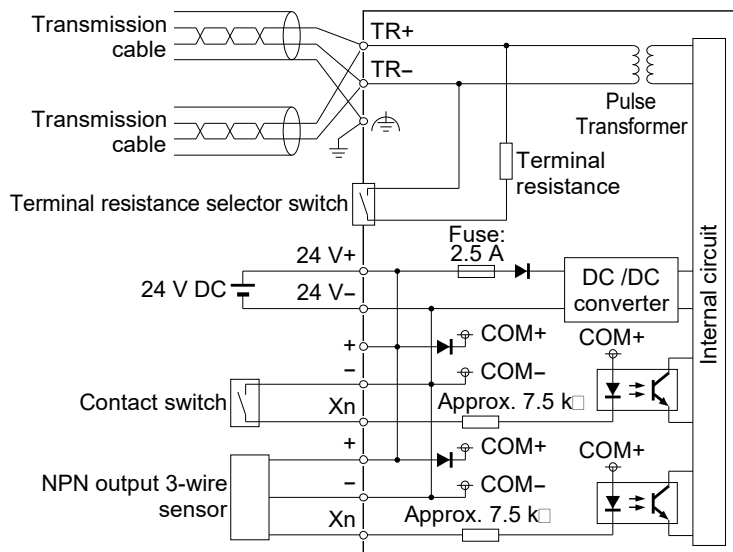 Transmission
cable
TR+
TR−
Pulse
Transformer
Transmission
cable
Terminal
resistance
Terminal resistance selector switch
Fuse:
2.5 A
24 V+
24 V DC
24 V−
DC /DC
converter
Internal circuit
+
COM+
COM+
−
COM−
Contact switch
Xn
Approx. 7.5 k□
+
COM+
COM+
NPN output 3-wire
sensor
−
COM−
Xn
Approx. 7.5 k□